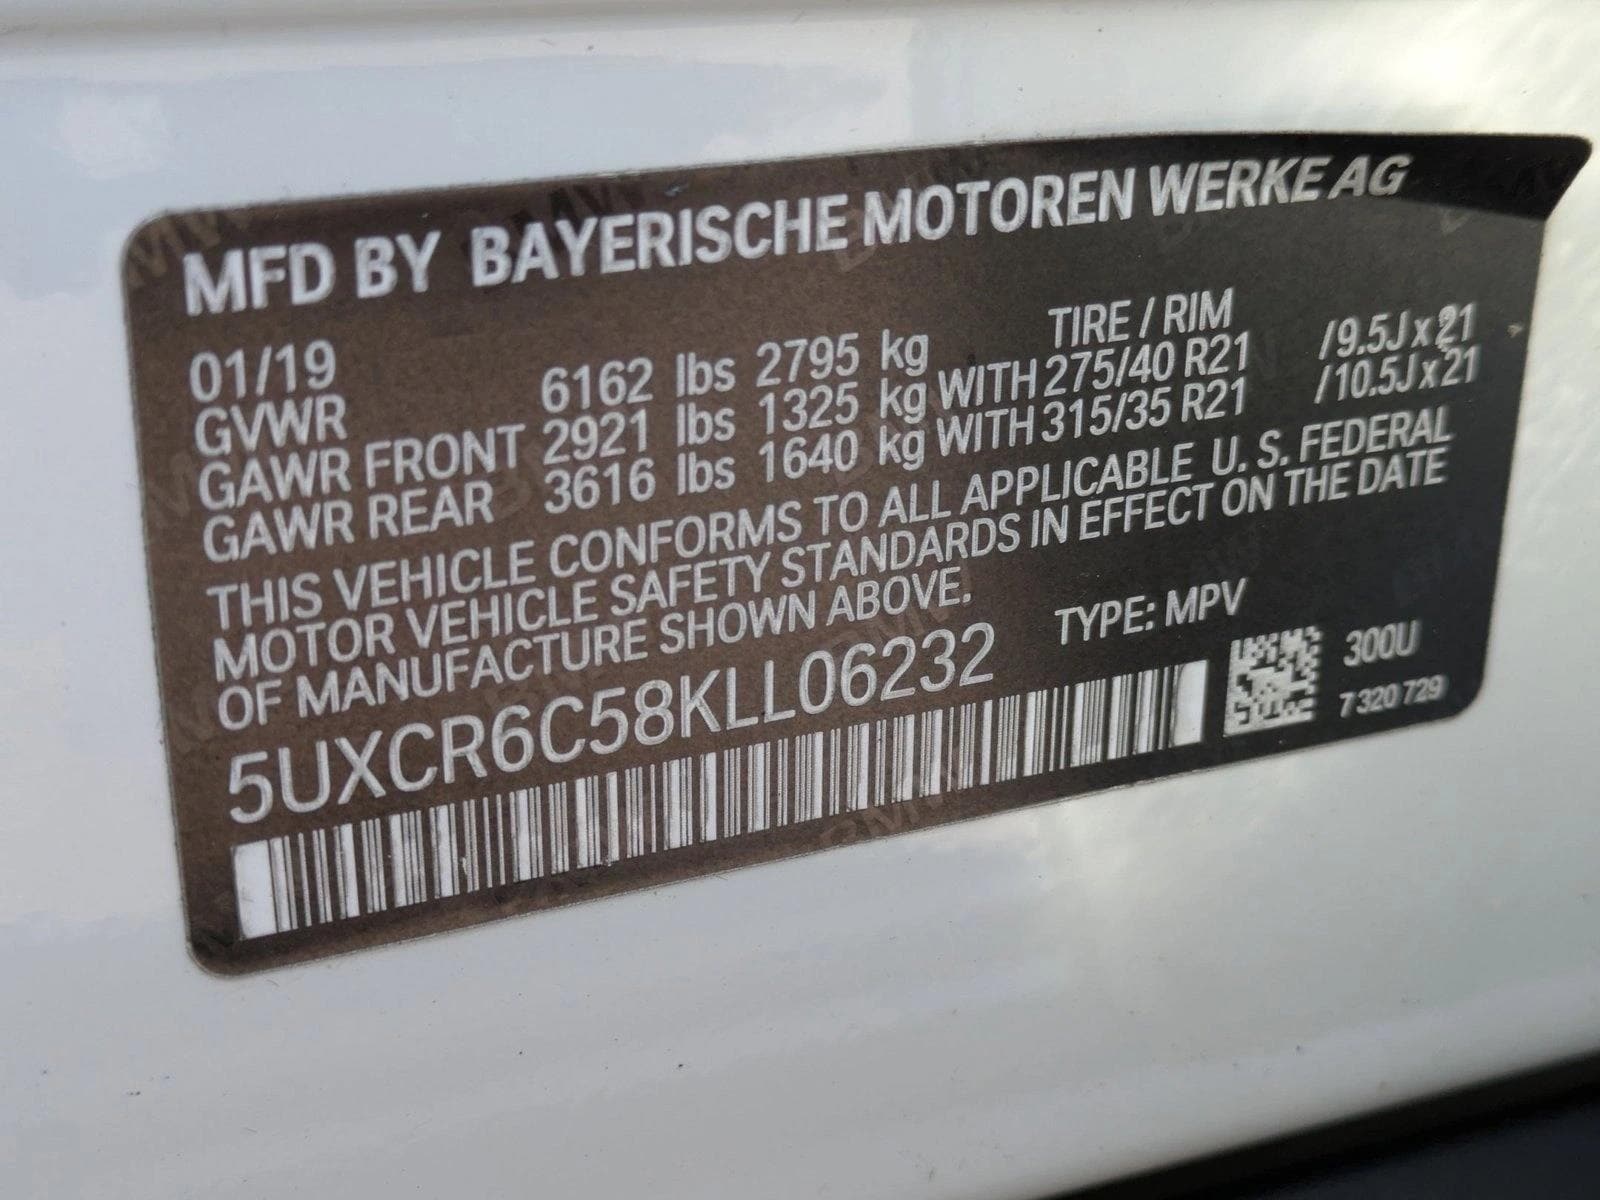 MFD BY BAYERISCHE MOTOREN WERKE AG
01/19 TIRE / RIM
GVWR 6162 lbs 2795 kg
GAWR FRONT 2921 lbs 1325 kg WITH 275/40 R21 /9.5J x 21
GAWR REAR 3616 lbs 1640 kg WITH 315/35 R21 /10.5J x 21
THIS VEHICLE CONFORMS TO ALL APPLICABLE U. S. FEDERAL
MOTOR VEHICLE SAFETY STANDARDS IN EFFECT ON THE DATE
OF MANUFACTURE SHOWN ABOVE.
TYPE: MPV
5UXCR6C58KLL06232
300U
7 320 729